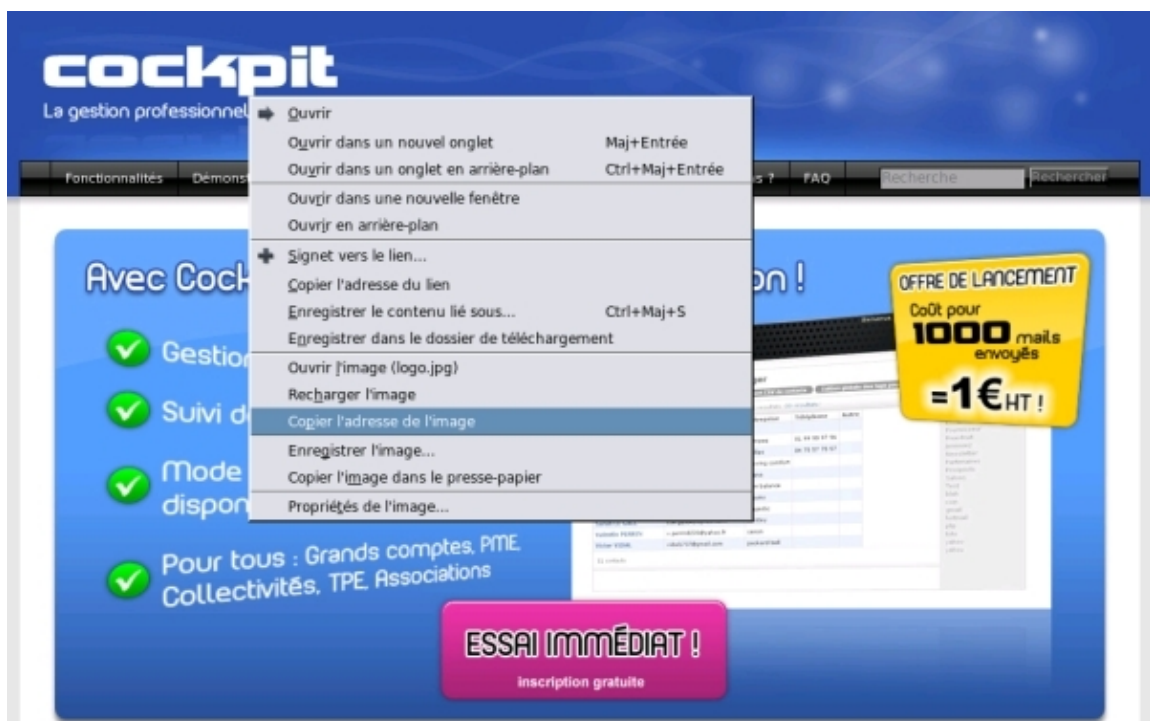 cockpit
La gestion professionnel
Fonctionnalités Démonst s ? FAQ Recherche Rechercher
Ouvrir
Ouvrir dans un nouvel onglet Maj+Entrée
Ouvrir dans un onglet en arrière-plan Ctrl+Maj+Entrée
Ouvrir dans une nouvelle fenêtre
Ouvrir en arrière-plan
Signet vers le lien...
Copier l'adresse du lien
Enregistrer le contenu lié sous... Ctrl+Maj+S
Enregistrer dans le dossier de téléchargement
Ouvrir l'image (logo.jpg)
Recharger l'image
Copier l'adresse de l'image
Enregistrer l'image...
Copier l'image dans le presse-papier
Propriétés de l'image...
Avec Cock on !
Gestion
Suivi d
Mode
dispon
Pour tous : Grands comptes, PME,
Collectivités, TPE, Associations
OFFRE DE LANCEMENT
Coût pour
1000 mails
envoyés
=1€ HT !
Téléphone
ESSAI IMMÉDIAT !
inscription gratuite